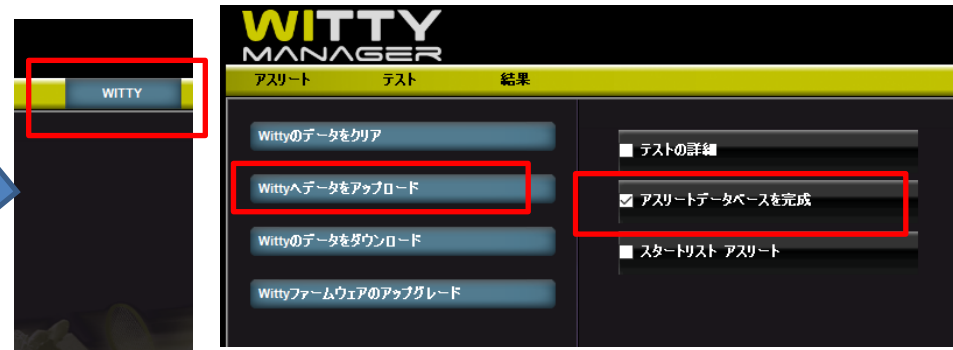 WITTY
WITTY
MANAGER
アスリート テスト 結果
Wittyのデータをクリア
Wittyへデータをアップロード
Wittyのデータをダウンロード
Wittyファームウェアのアップグレード
テストの詳細
アスリートデータベースを完成
スタートリスト アスリート